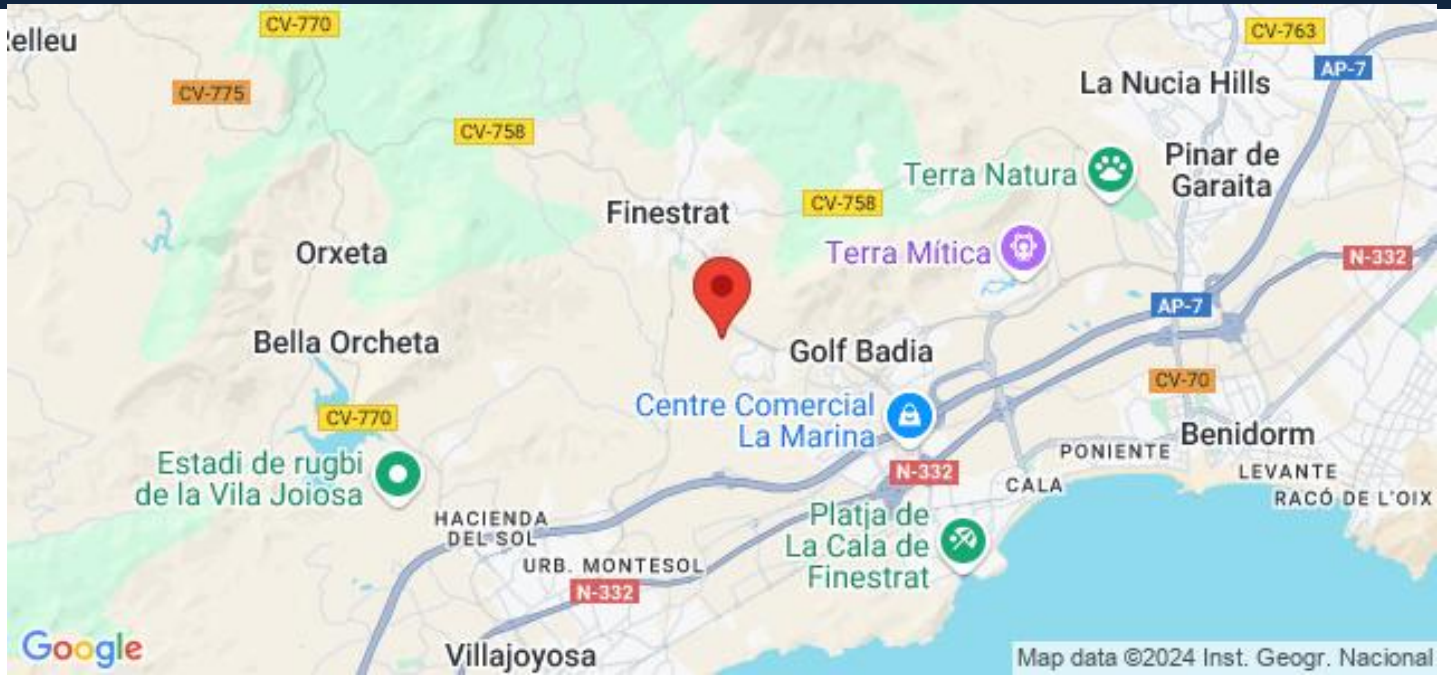 CV-770
CV-763
elleu
AP-7
La Nucia Hills
CV-775
CV-758
Pinar de
Garaita
Terra Natura
CV-758
Finestrat
Terra Mítica
Orxeta
N-332
AP-7
Bella Orcheta
Golf Badia
CV-70
Centre Comercial
La Marina
CV-770
Benidorm
PONIENTE
Estadi de rugbi
de la Vila Joiosa
N-332
CALA
LEVANTE
RACÓ DE L'OIX
HACIENDA
DEL SOL
Platja de
La Cala de
Finestrat
URB. MONTESOL
N-332
Google
Villajoyosa
Map data ©2024 Inst. Geogr. Nacional